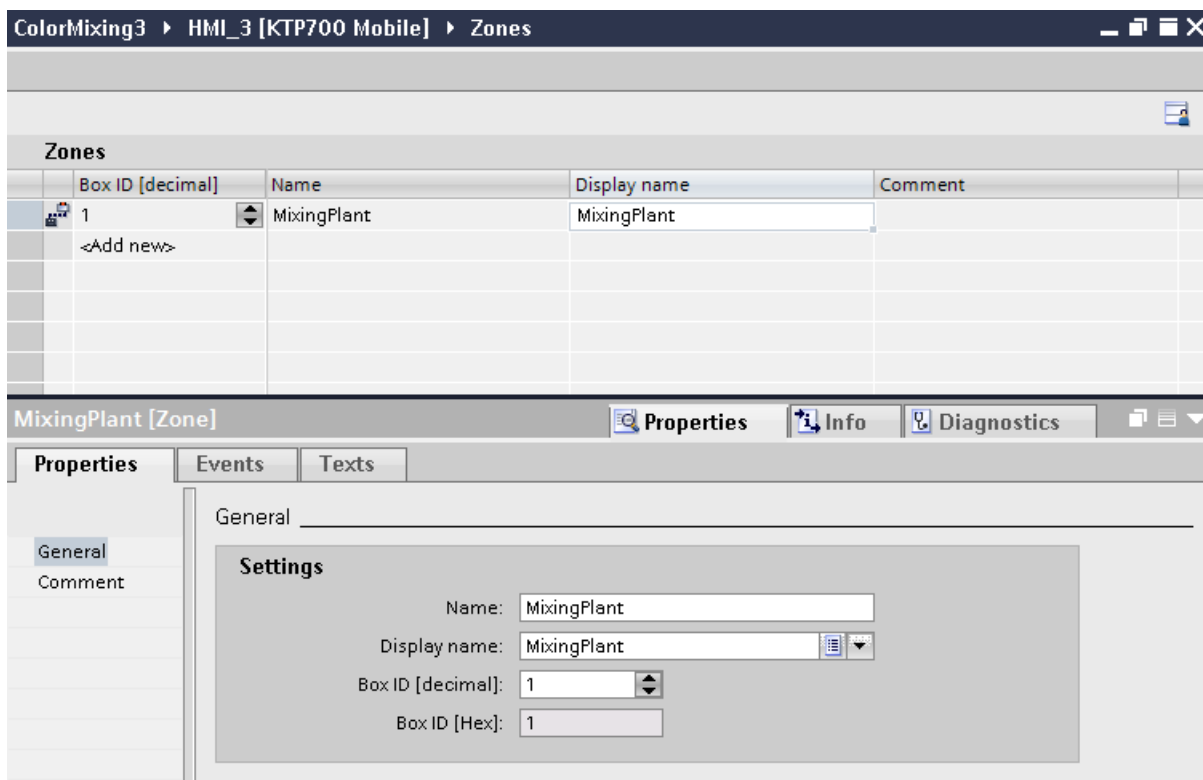 ColorMixing3 ▸ HMI_3 [KTP700 Mobile] ▸ Zones
Zones
Box ID [decimal] Name Display name Comment
1 MixingPlant MixingPlant
<Add new>
MixingPlant [Zone] Properties Info Diagnostics
Properties Events Texts
General
General
Comment
Settings
Name: MixingPlant
Display name: MixingPlant
Box ID [decimal]: 1
Box ID [Hex]: 1